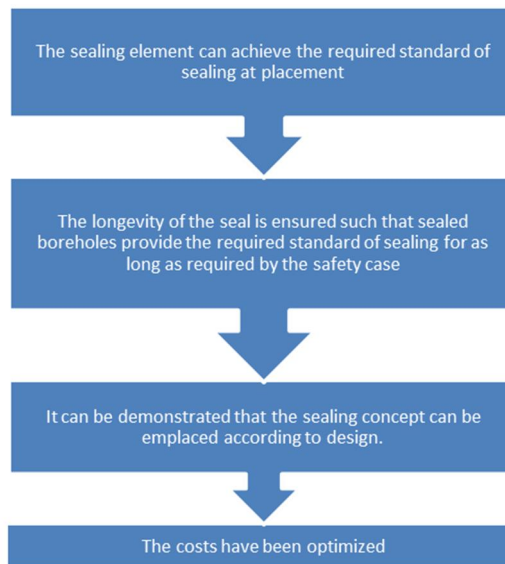 The sealing element can achieve the required standard of
sealing at placement
The longevity of the seal is ensured such that sealed
boreholes provide the required standard of sealing for as
long as required by the safety case
It can be demonstrated that the sealing concept can be
emplaced according to design.
The costs have been optimized